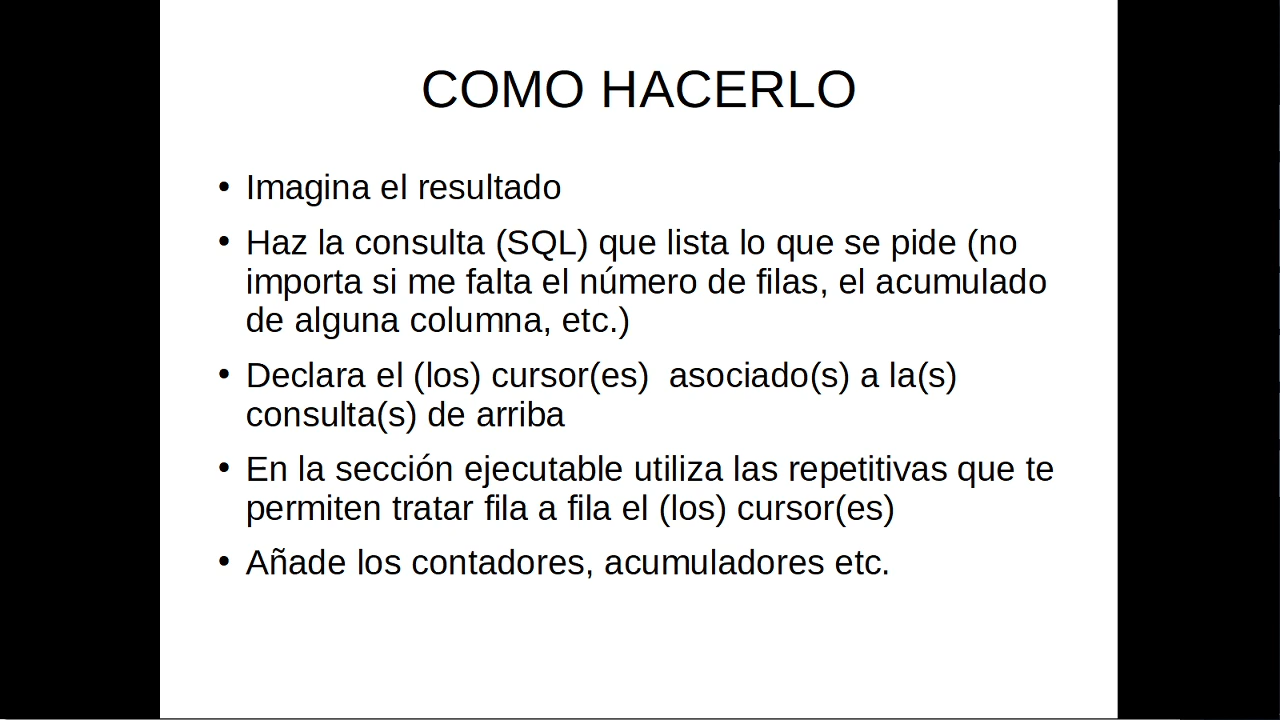 COMO HACERLO
• Imagina el resultado
• Haz la consulta (SQL) que lista lo que se pide (no
importa si me falta el número de filas, el acumulado
de alguna columna, etc.)
• Declara el (los) cursor(es)  asociado(s) a la(s)
consulta(s) de arriba
• En la sección ejecutable utiliza las repetitivas que te
permiten tratar fila a fila el (los) cursor(es)
• Añade los contadores, acumuladores etc.